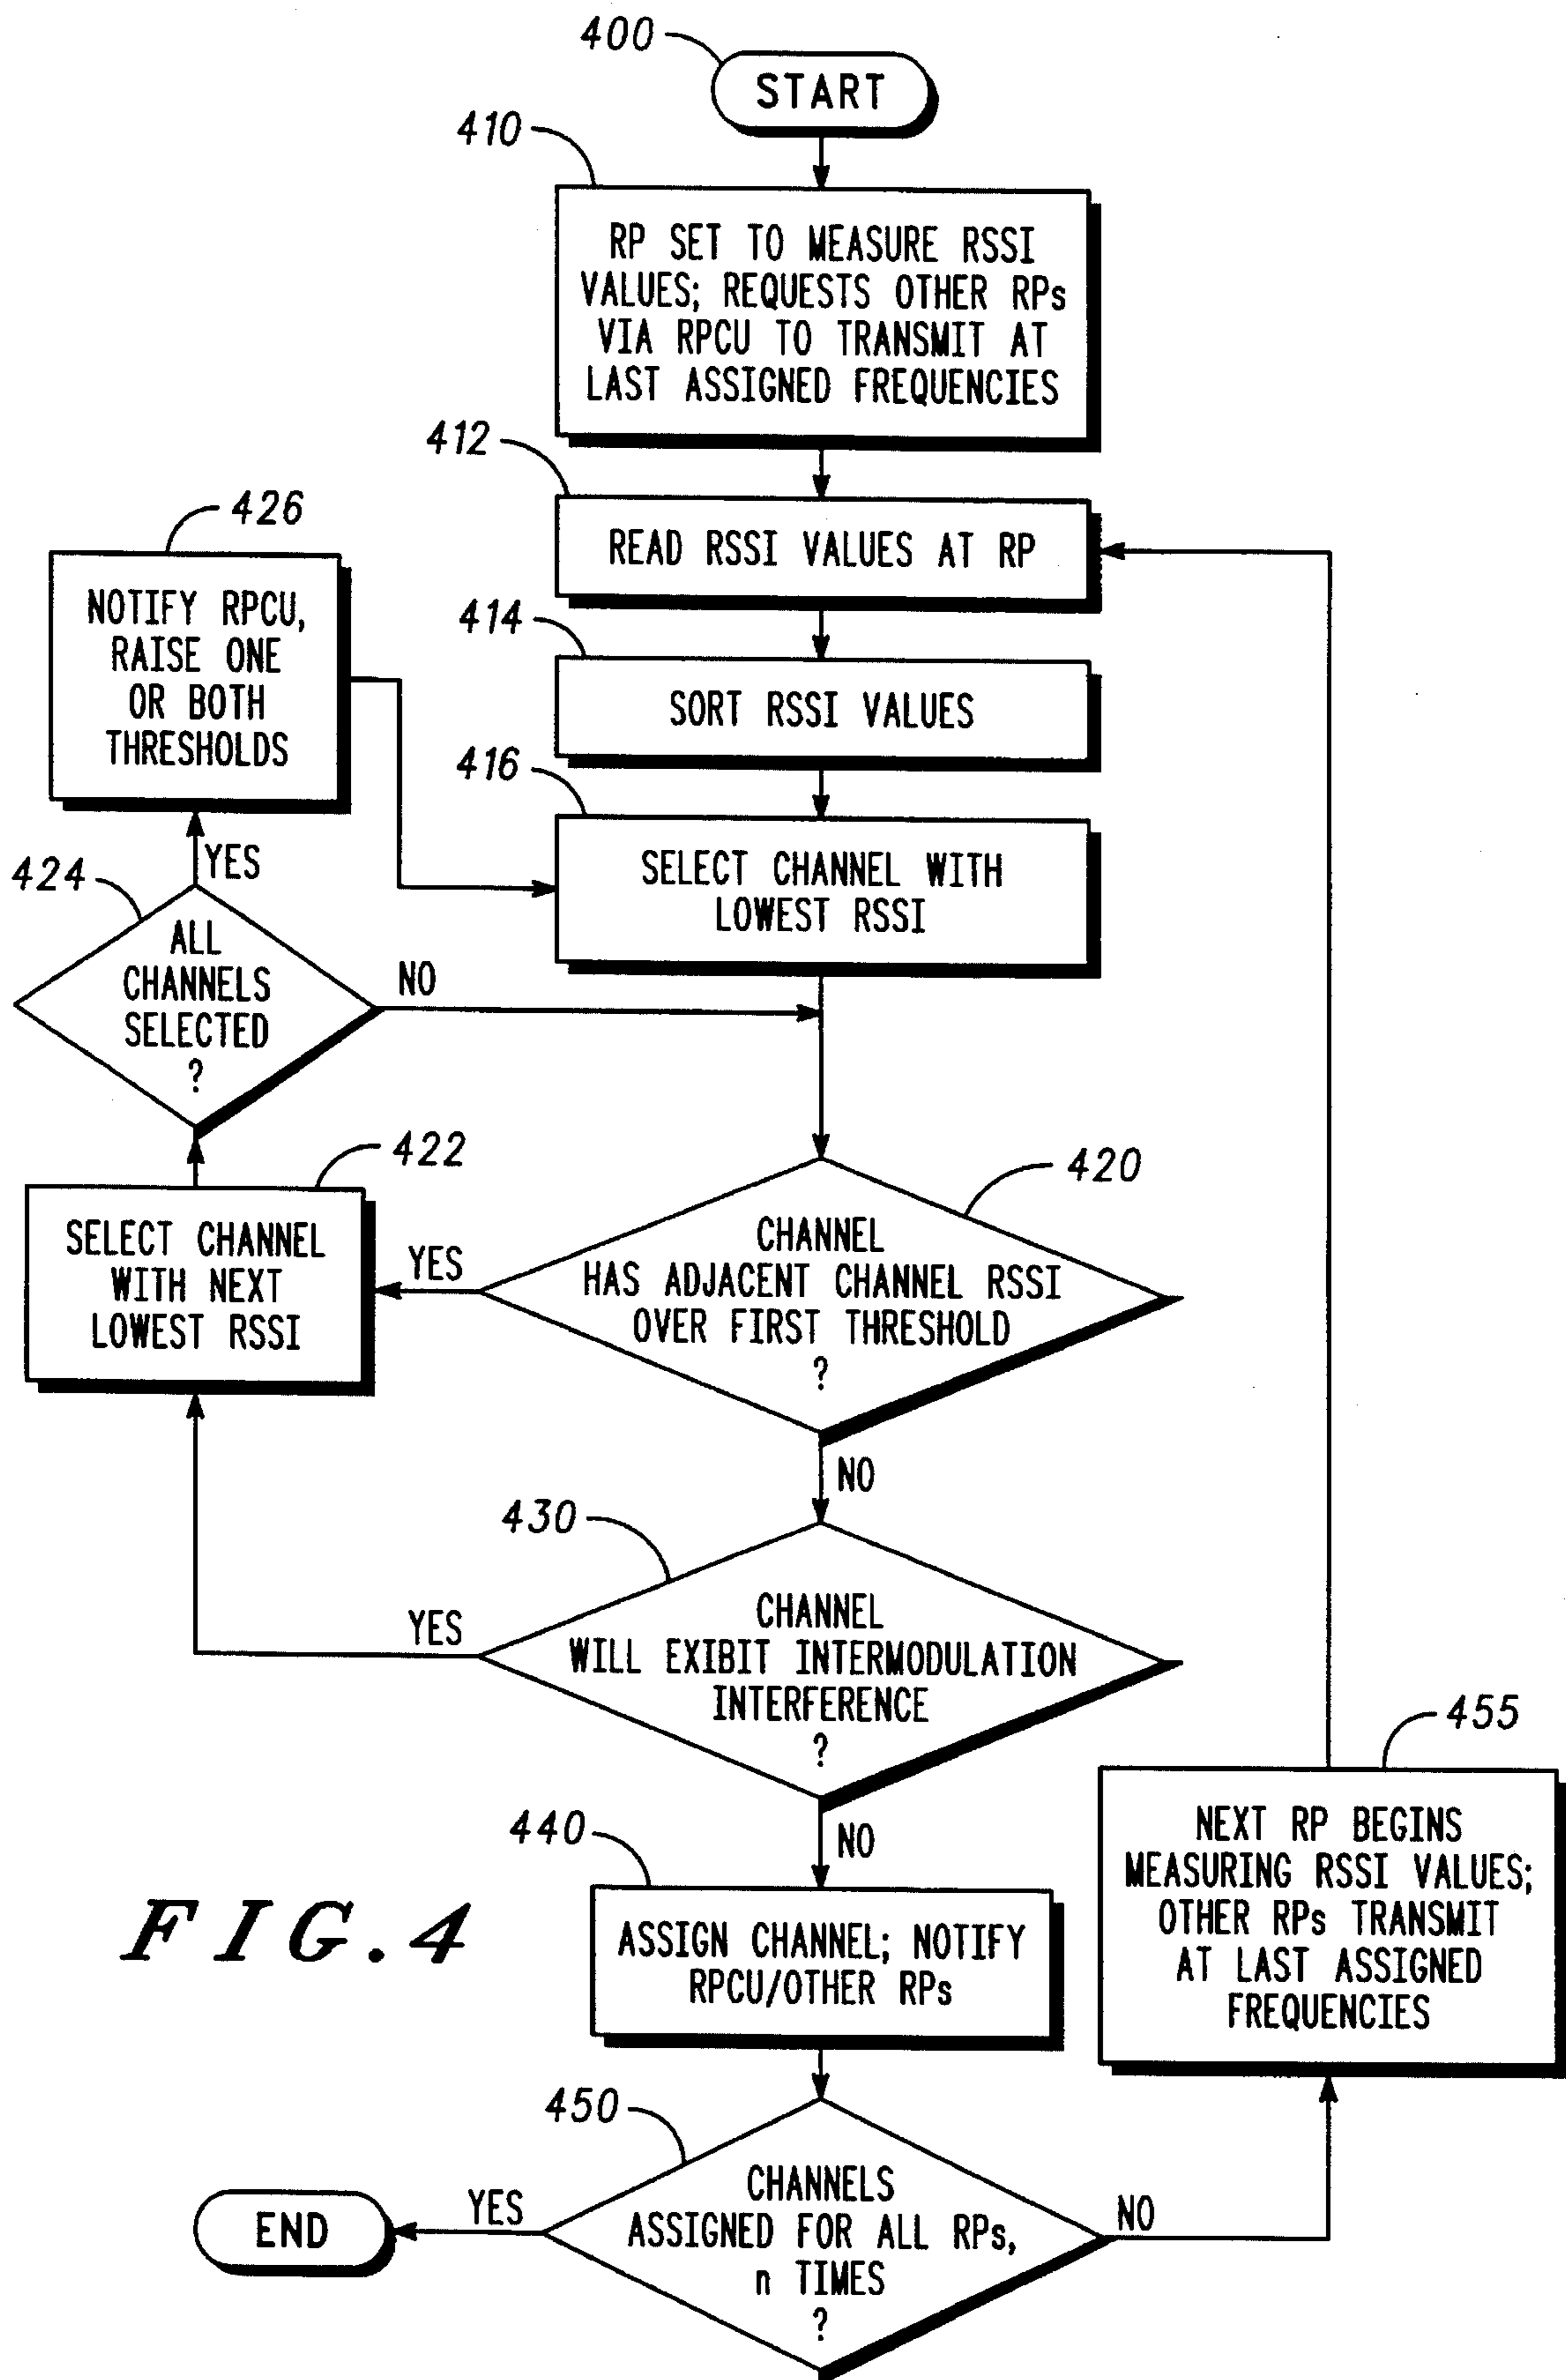 400
START
410
RP SET TO MEASURE RSSI
VALUES; REQUESTS OTHER RPs
VIA RPCU TO TRANSMIT AT
LAST ASSIGNED FREQUENCIES
412
READ RSSI VALUES AT RP
426
NOTIFY RPCU,
RAISE ONE
OR BOTH
THRESHOLDS
414
SORT RSSI VALUES
416
SELECT CHANNEL WITH
LOWEST RSSI
YES
424
ALL
CHANNELS
SELECTED
?
NO
422
SELECT CHANNEL
WITH NEXT
LOWEST RSSI
420
YES
CHANNEL
HAS ADJACENT CHANNEL RSSI
OVER FIRST THRESHOLD
?
NO
430
YES
CHANNEL
WILL EXIBIT INTERMODULATION
INTERFERENCE
?
NO
455
NEXT RP BEGINS
MEASURING RSSI VALUES;
OTHER RPs TRANSMIT
AT LAST ASSIGNED
FREQUENCIES
440
ASSIGN CHANNEL; NOTIFY
RPCU/OTHER RPs
FIG.4
450
CHANNELS
ASSIGNED FOR ALL RPs,
n TIMES
?
YES
END
NO